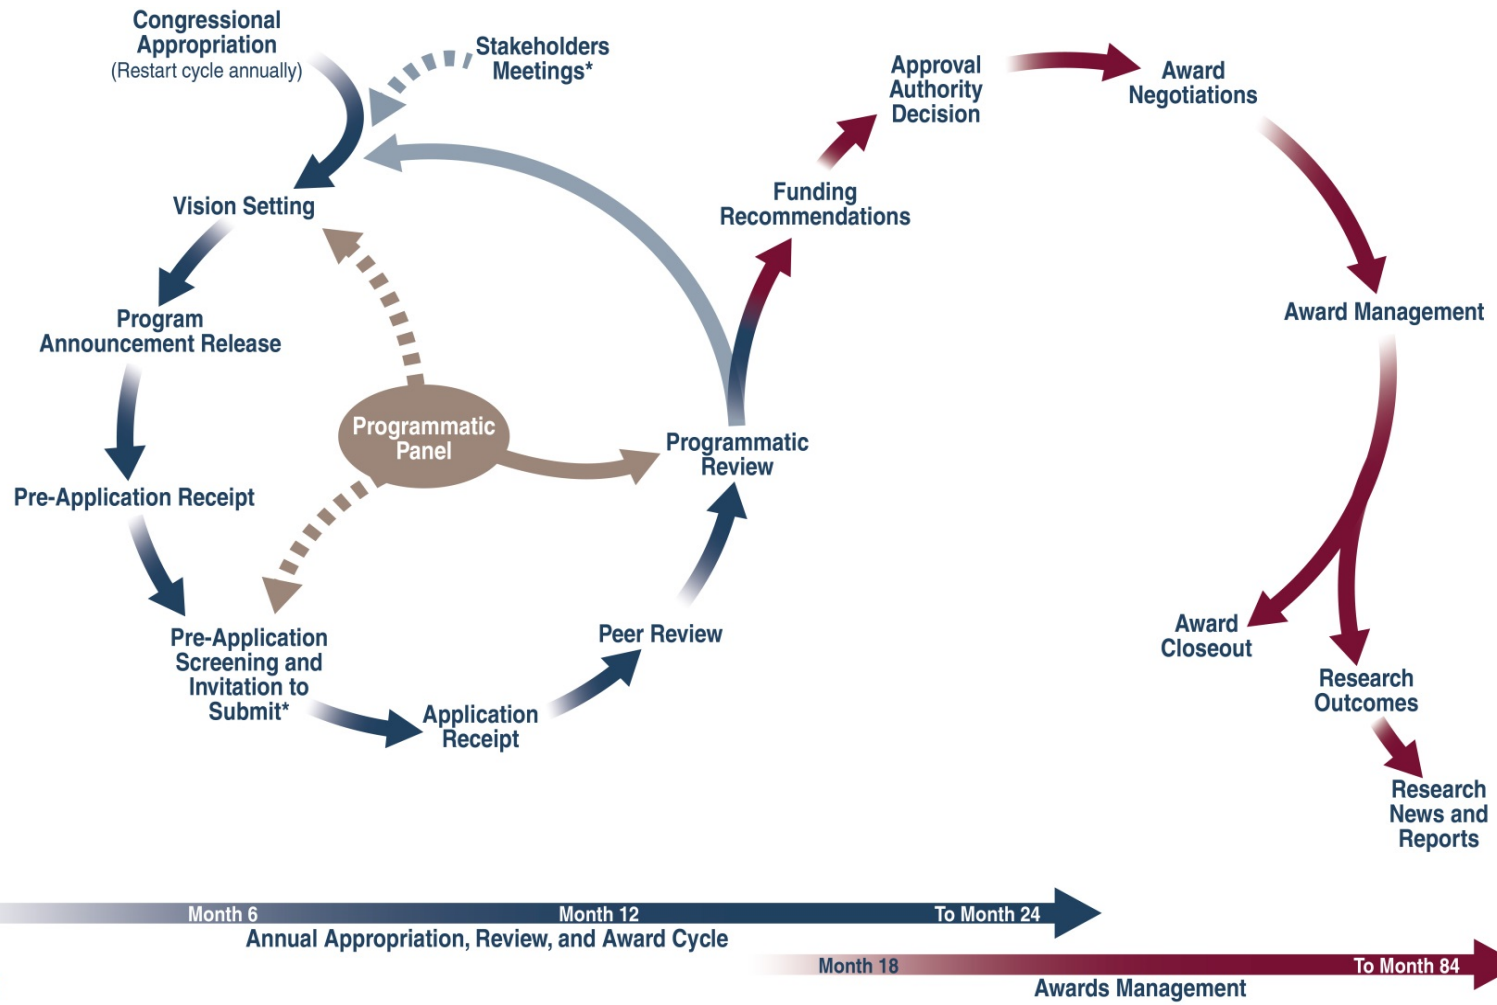 Congressional
Appropriation
(Restart cycle annually)
Stakeholders
Meetings*
Vision Setting
Program
Announcement Release
Pre-Application Receipt
Pre-Application
Screening and
Invitation to
Submit*
Application
Receipt
Peer Review
Programmatic
Review
Programmatic
Panel
Funding
Recommendations
Approval
Authority
Decision
Award
Negotiations
Award Management
Award
Closeout
Research
Outcomes
Research
News and
Reports
Month 6
Month 12
To Month 24
Annual Appropriation, Review, and Award Cycle
Month 18
To Month 84
Awards Management